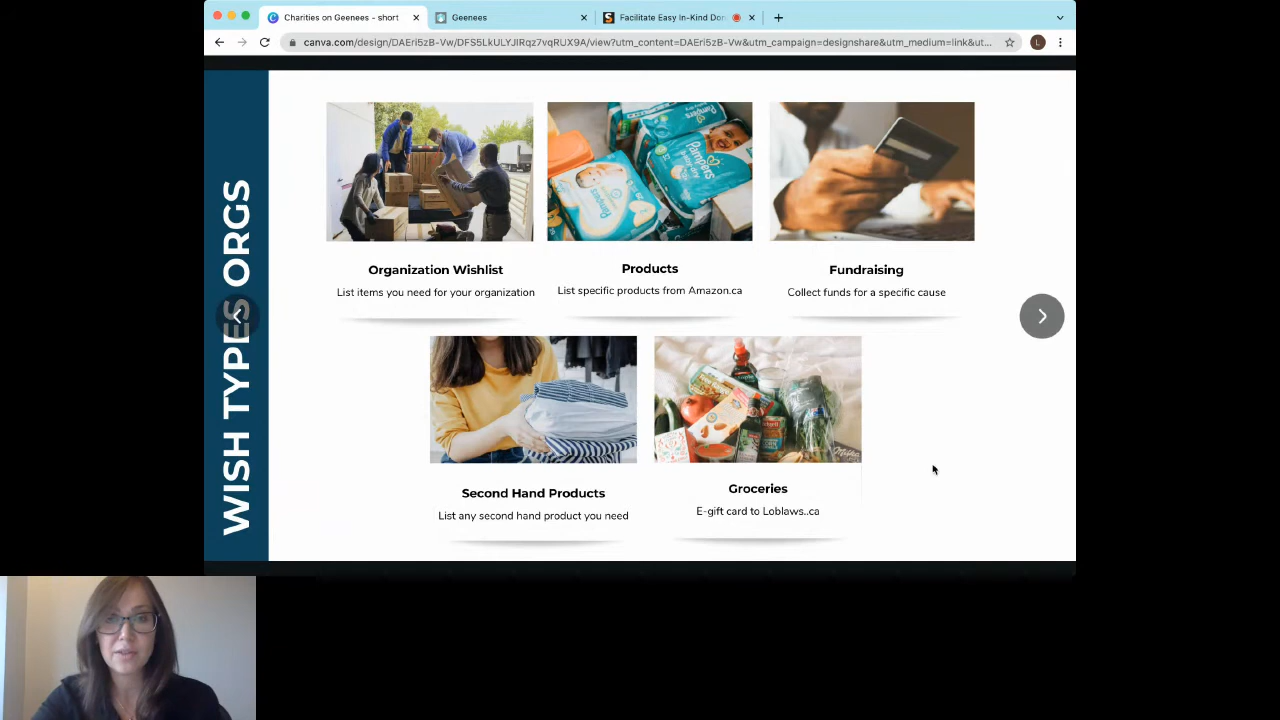 Charities on Geenees - short
Geenees
Facilitate Easy In-Kind Don
canva.com/design/DAEri5zB-Vw/DFS5LkULYJIRqz7vqRUX9A/view?utm_content=DAEri5zB-Vw&utm_campaign=designshare&utm_medium=link&ut...
L
WISH TYPES ORGS
Pampers
Pampers
Organization Wishlist
List items you need for your organization
Products
List specific products from Amazon.ca
Fundraising
Collect funds for a specific cause
Second Hand Products
List any second hand product you need
Groceries
E-gift card to Loblaws..ca